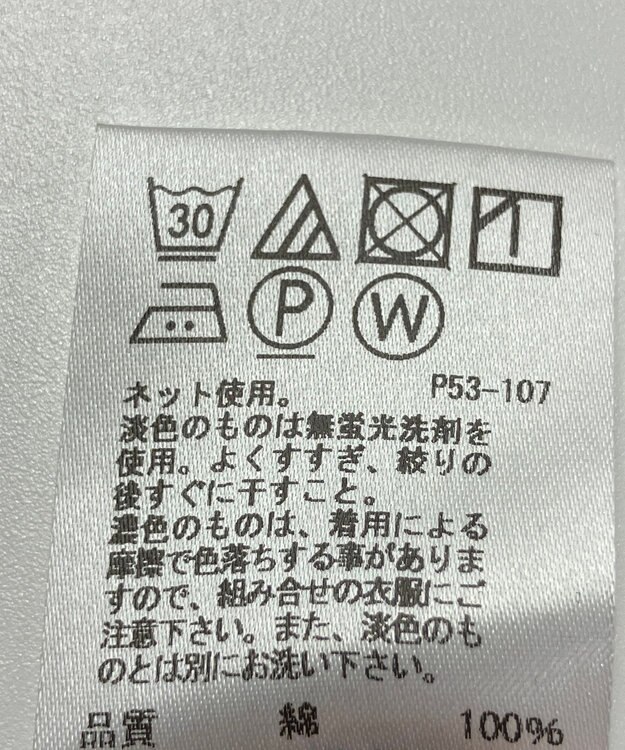 30
P W
P53-107
ネット使用。
淡色のものは無蛍光洗剤を
使用。よくすすぎ、絞りの
後すぐに干すこと。
濃色のものは、着用による
摩擦で色落ちする事がありま
すので、組み合せの衣服にご
注意下さい。また、淡色のも
のとは別にお洗い下さい。
品質 綿 100%